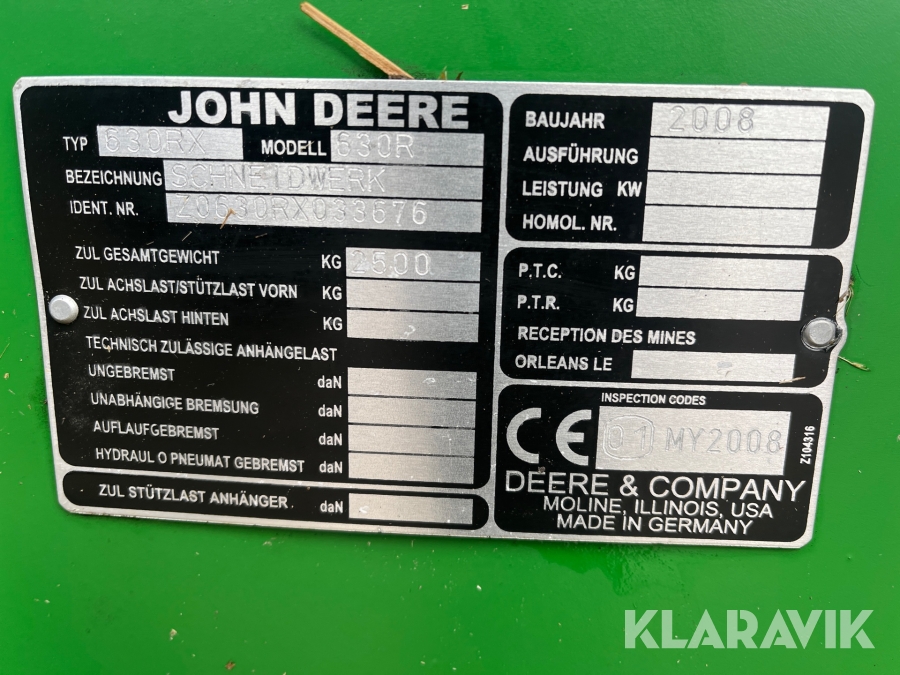 JOHN DEERE
TYP 630RX MODELL 630R
BEZEICHNUNG SCHNEIDWERK
IDENT. NR. Z0630RX033676
ZUL GESAMTGEWICHT KG 2500
ZUL ACHSLAST/STÜTZLAST VORN KG
ZUL ACHSLAST HINTEN KG
TECHNISCH ZULÄSSIGE ANHÄNGELAST
UNGEBREMST daN
UNABHÄNGIGE BREMSUNG daN
AUFLAUFGEBREMST daN
HYDRAUL O PNEUMAT GEBREMST daN
ZUL STÜTZLAST ANHÄNGER daN
BAUJAHR 2008
AUSFÜHRUNG
LEISTUNG KW
HOMOL. NR.
P.T.C. KG
P.T.R. KG
RECEPTION DES MINES
ORLEANS LE
INSPECTION CODES
CE 01 MY2008
Z104316
DEERE & COMPANY
MOLINE, ILLINOIS, USA
MADE IN GERMANY
KLARAVIK